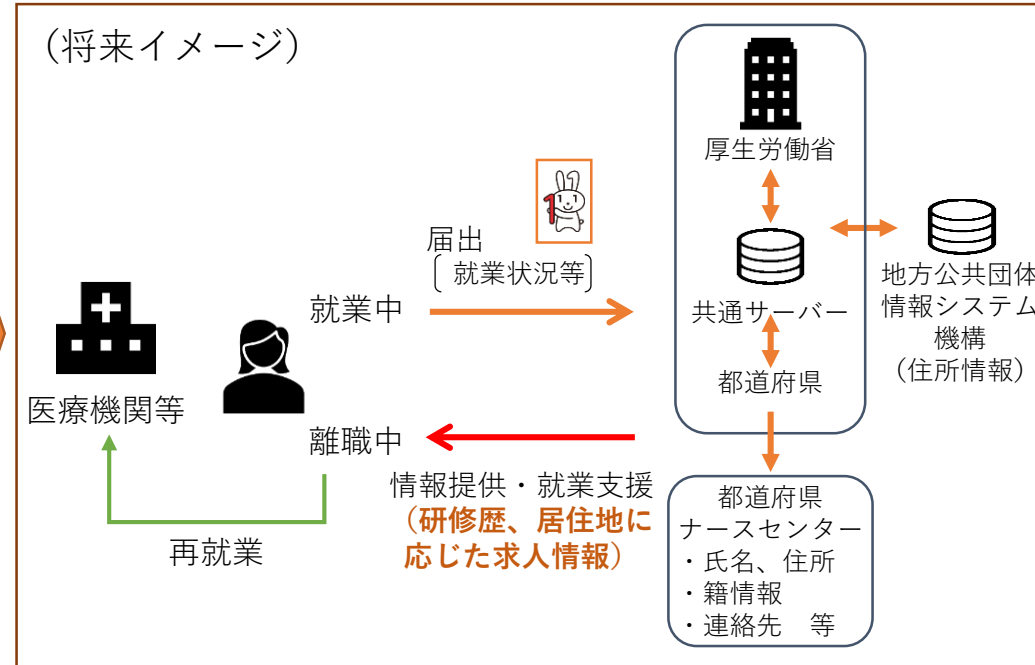 （将来イメージ）
厚生労働省
届出
〔 就業状況等〕
就業中
共通サーバー
地方公共団体
情報システム
機構
（住所情報）
都道府県
医療機関等
離職中
情報提供・就業支援
（研修歴、居住地に
応じた求人情報）
再就業
都道府県
ナースセンター
・氏名、住所
・籍情報
・連絡先　等
1